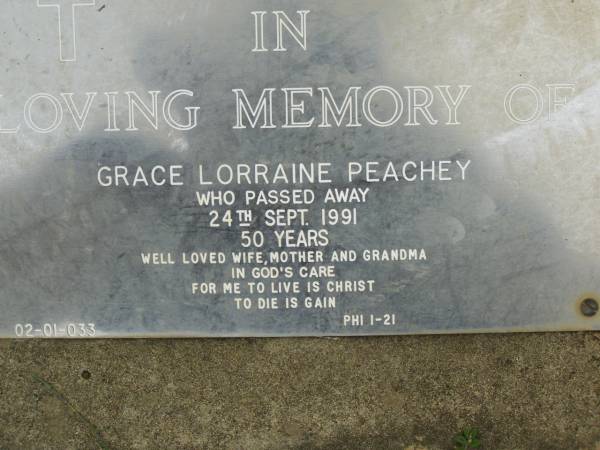 IN
LOVING MEMORY OF
GRACE LORRAINE PEACHEY
WHO PASSED AWAY
24TH SEPT. 1991
50 YEARS
WELL LOVED WIFE, MOTHER AND GRANDMA
IN GOD'S CARE
FOR ME TO LIVE IS CHRIST
TO DIE IS GAIN
PHI 1-21
02-01-033